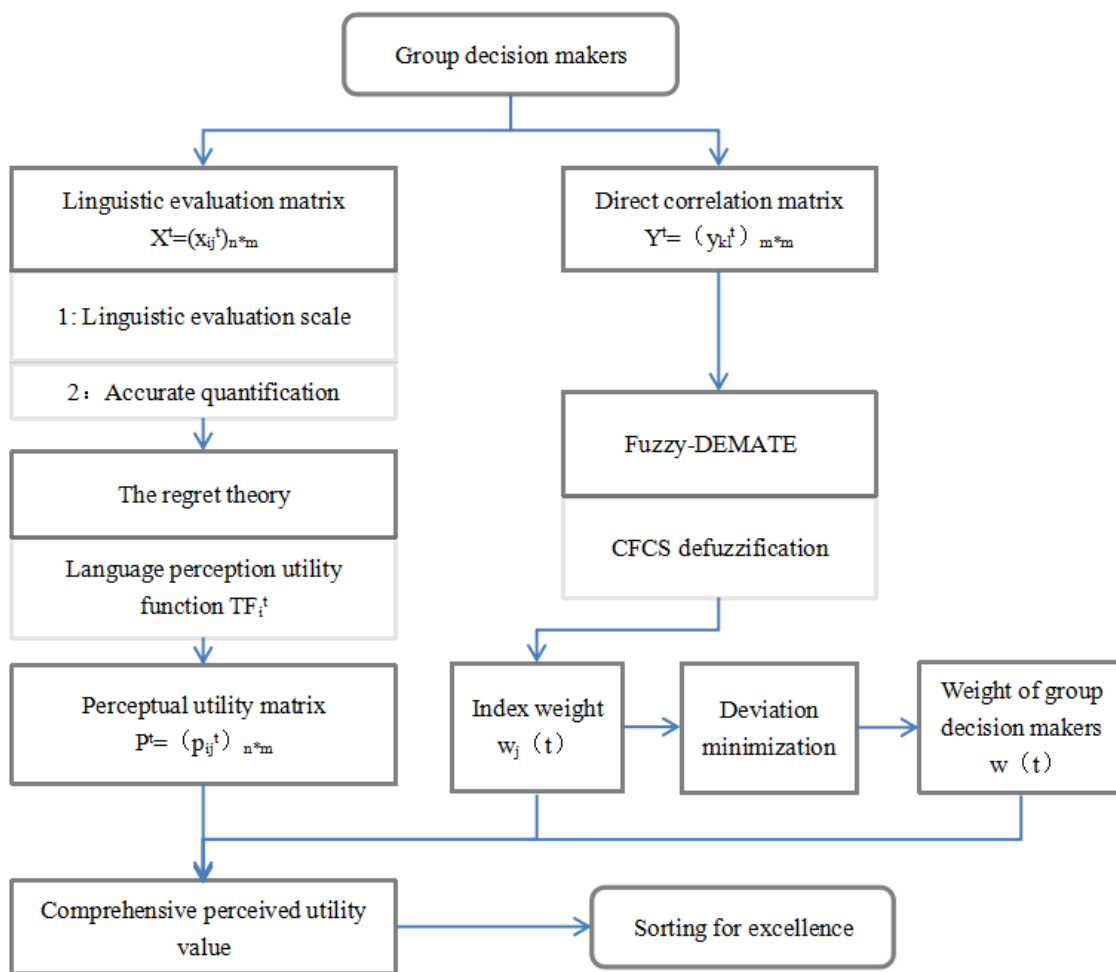 Group decision makers
Linguistic evaluation matrix
Xᵗ=(xᵢⱼᵗ)ₙ*ₘ
Direct correlation matrix
Yᵗ=（yₖₗᵗ）ₘ*ₘ
1: Linguistic evaluation scale
2：Accurate quantification
The regret theory
Language perception utility
function TFᵢᵗ
Fuzzy-DEMATE
CFCS defuzzification
Perceptual utility matrix
Pᵗ=（pᵢⱼᵗ）ₙ*ₘ
Index weight
wⱼ（t）
Deviation
minimization
Weight of group
decision makers
w（t）
Comprehensive perceived utility
value
Sorting for excellence